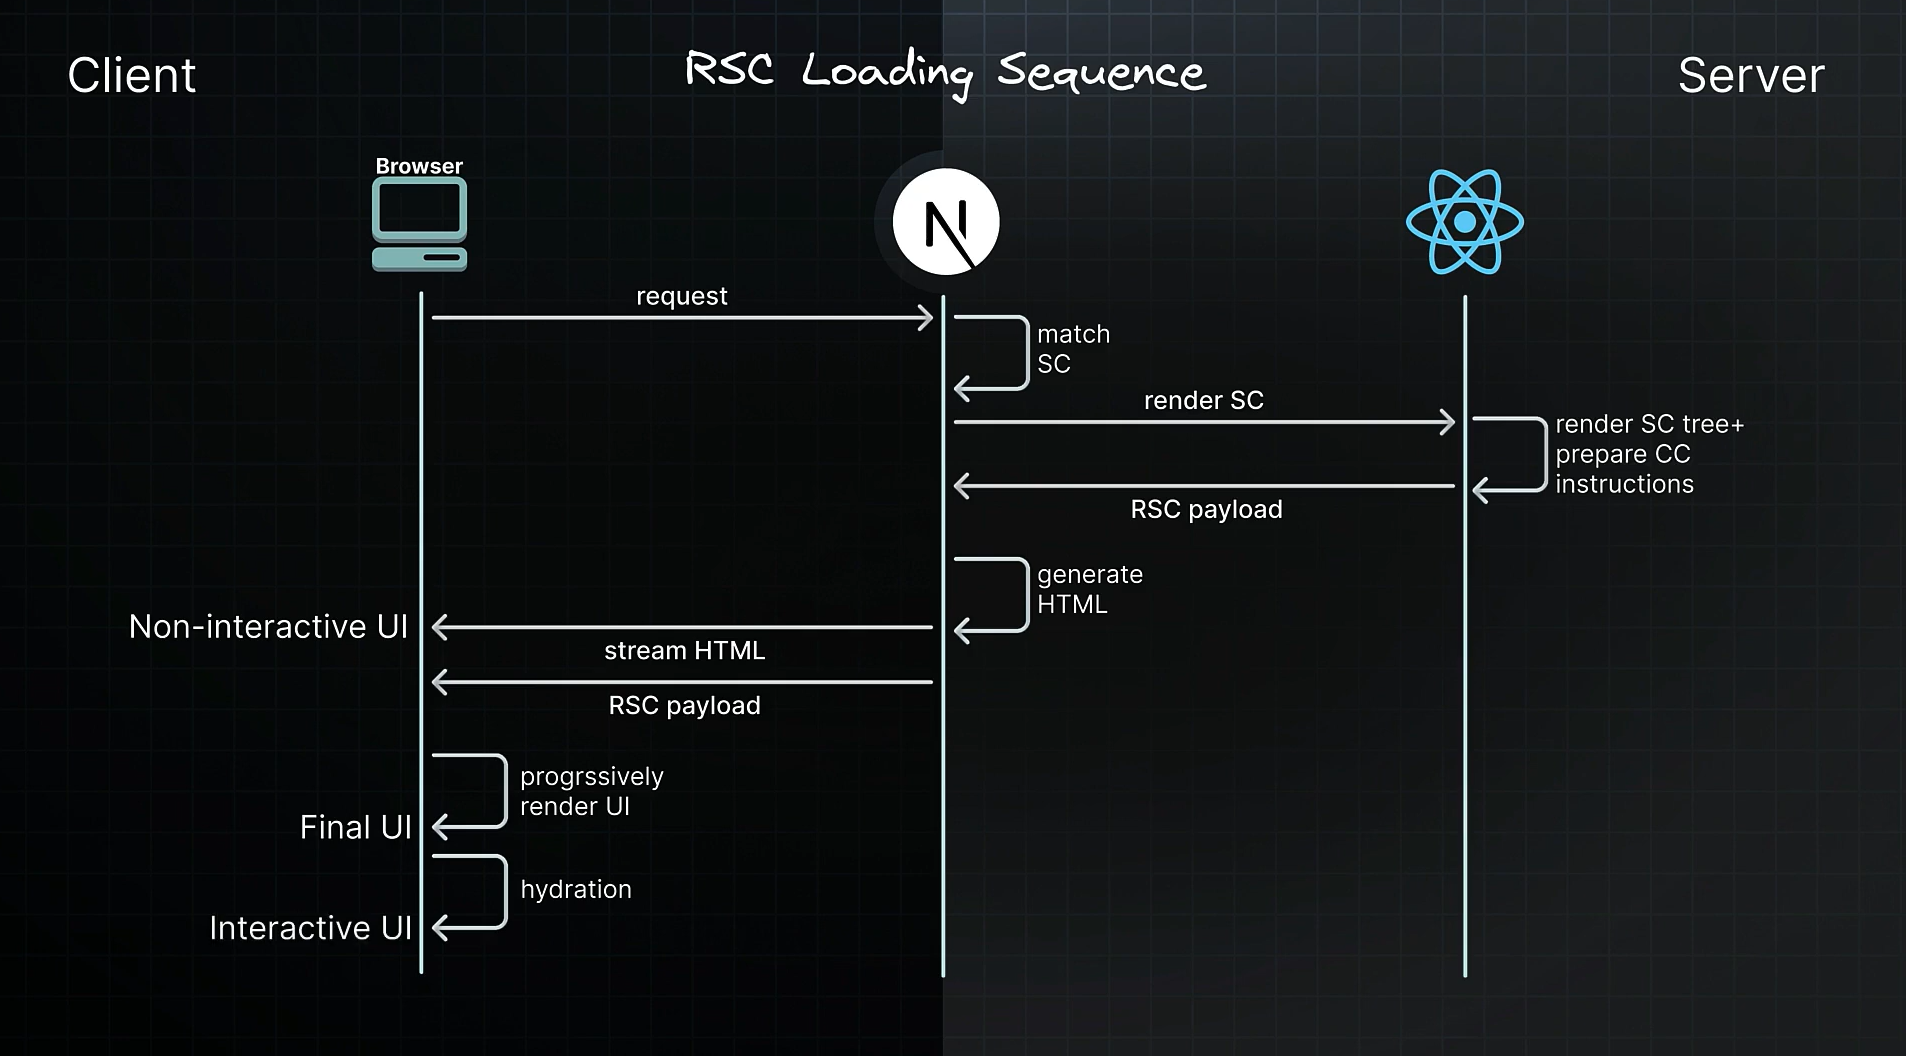 Client
RSC Loading Sequence
Server
Browser
request
match
SC
render SC
render SC tree+
prepare CC
instructions
RSC payload
generate
HTML
Non-interactive UI
stream HTML
RSC payload
progrssively
render UI
Final UI
hydration
Interactive UI